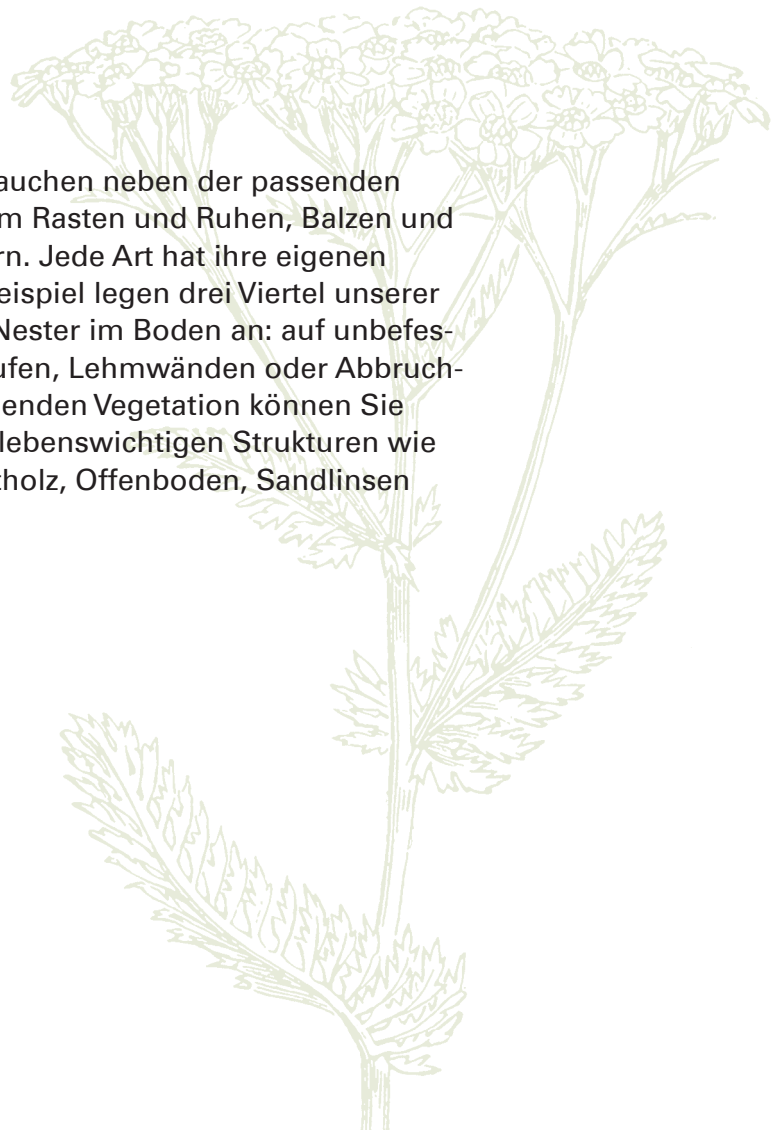 auchen neben der passenden
m Rasten und Ruhen, Balzen und
rn. Jede Art hat ihre eigenen
eispiel legen drei Viertel unserer
Nester im Boden an: auf unbefes-
ufen, Lehmwänden oder Abbruch-
enden Vegetation können Sie
lebenswichtigen Strukturen wie
tholz, Offenboden, Sandlinsen